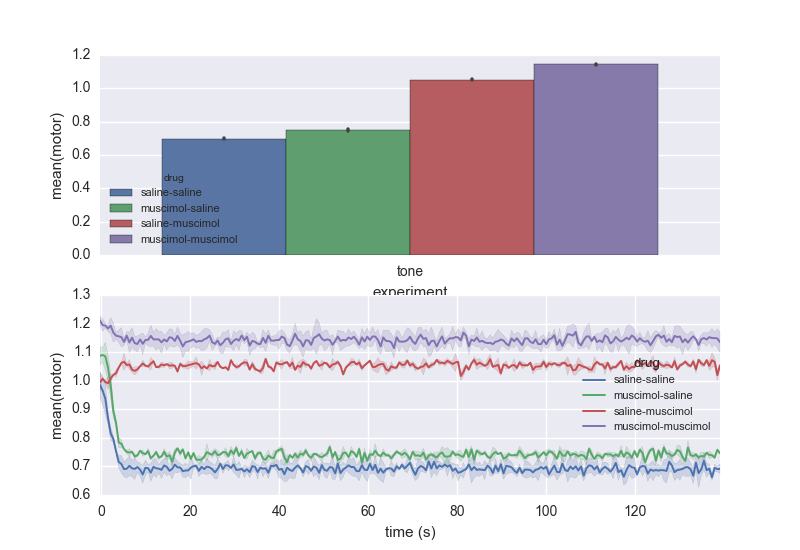 1.2
1.0
0.8
0.6
0.4
0.2
0.0
mean(motor)
drug
saline-saline
muscimol-saline
saline-muscimol
muscimol-muscimol
tone
experiment
1.3
1.2
1.1
1.0
0.9
0.8
0.7
0.6
mean(motor)
drug
saline-saline
muscimol-saline
saline-muscimol
muscimol-muscimol
0 20 40 60 80 100 120
time (s)